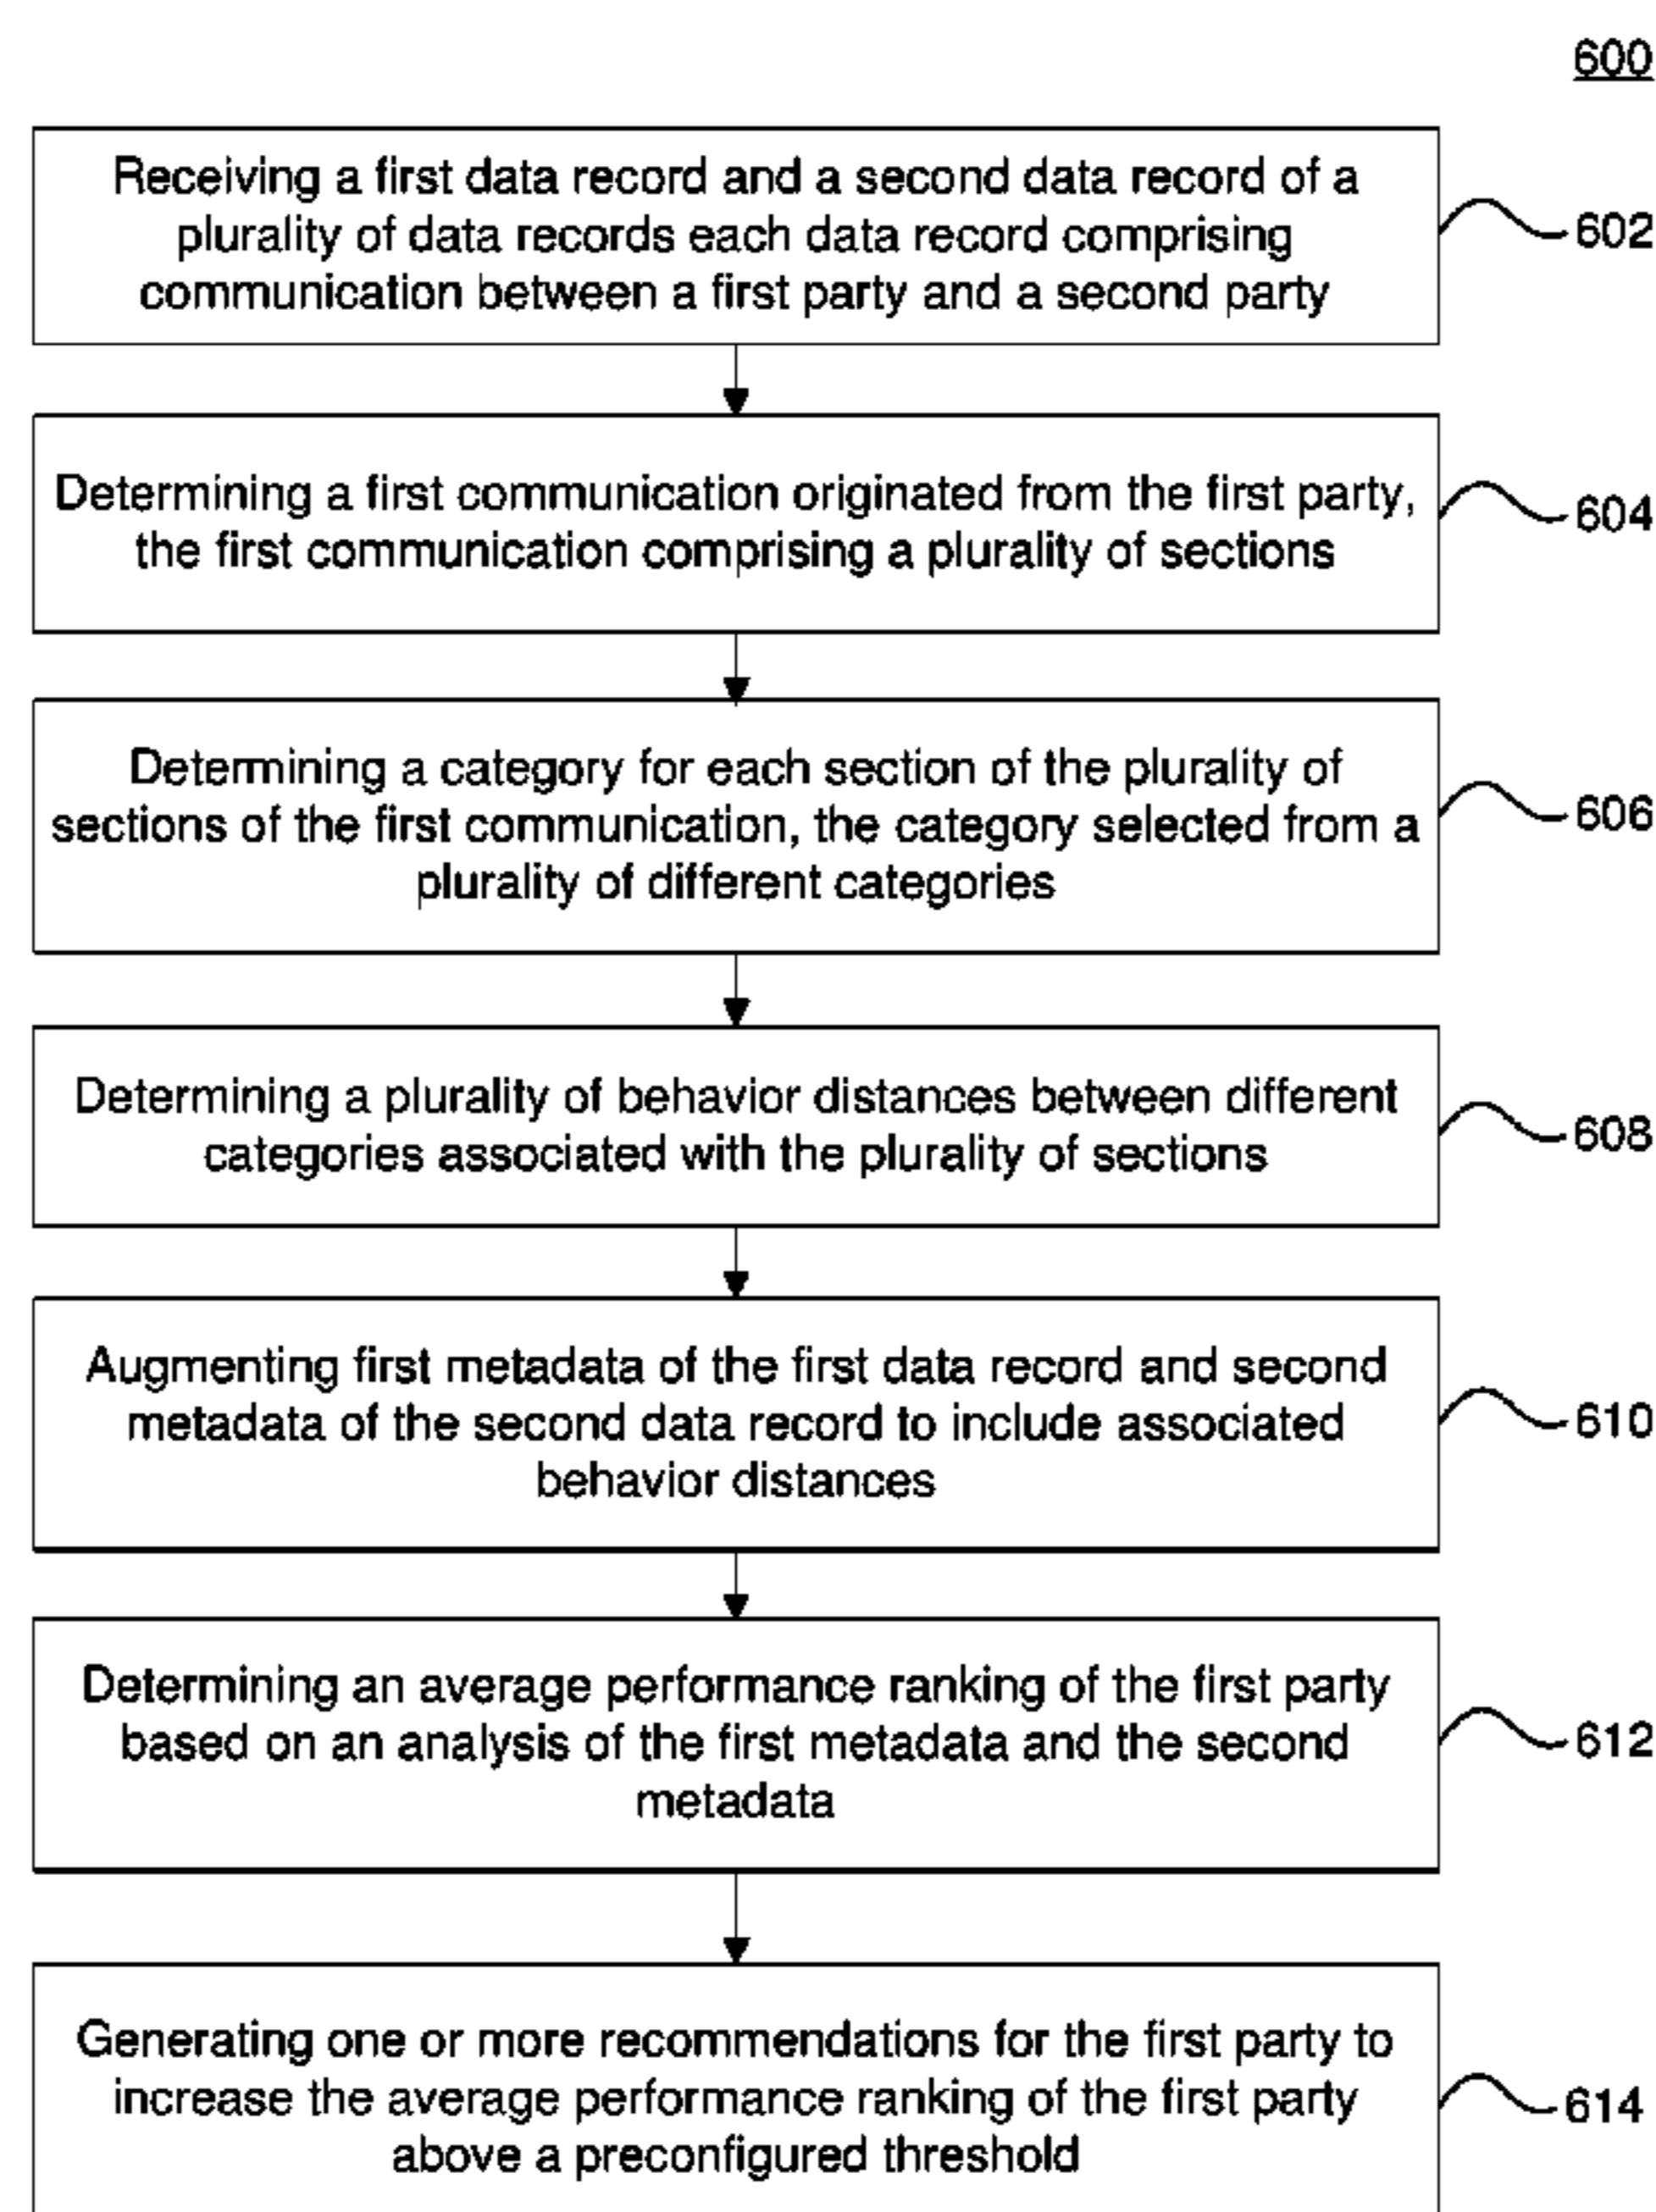 600
Receiving a first data record and a second data record of a
plurality of data records each data record comprising
communication between a first party and a second party
602
Determining a first communication originated from the first party,
the first communication comprising a plurality of sections
604
Determining a category for each section of the plurality of
sections of the first communication, the category selected from a
plurality of different categories
606
Determining a plurality of behavior distances between different
categories associated with the plurality of sections
608
Augmenting first metadata of the first data record and second
metadata of the second data record to include associated
behavior distances
610
Determining an average performance ranking of the first party
based on an analysis of the first metadata and the second
metadata
612
Generating one or more recommendations for the first party to
increase the average performance ranking of the first party
above a preconfigured threshold
614